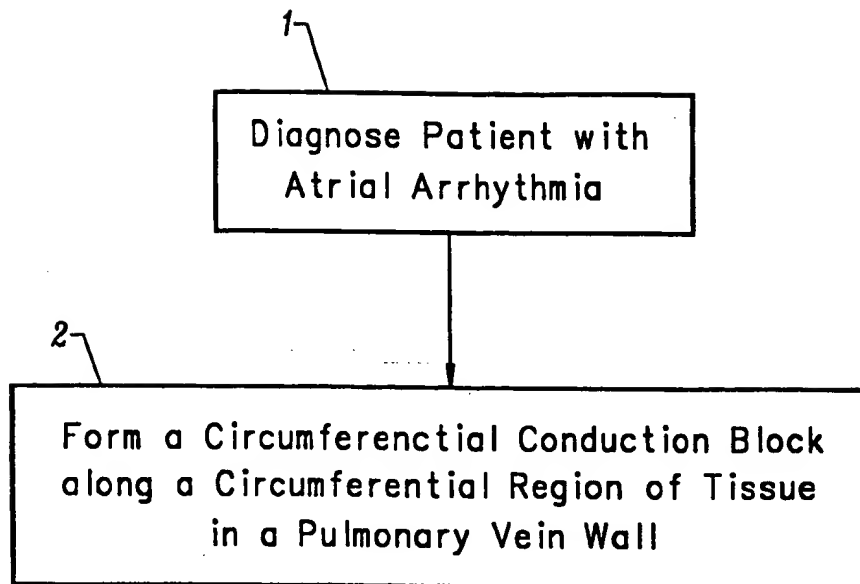 1
Diagnose Patient with
Atrial Arrhythmia
2
Form a Circumferenctial Conduction Block
along a Circumferential Region of Tissue
in a Pulmonary Vein Wall